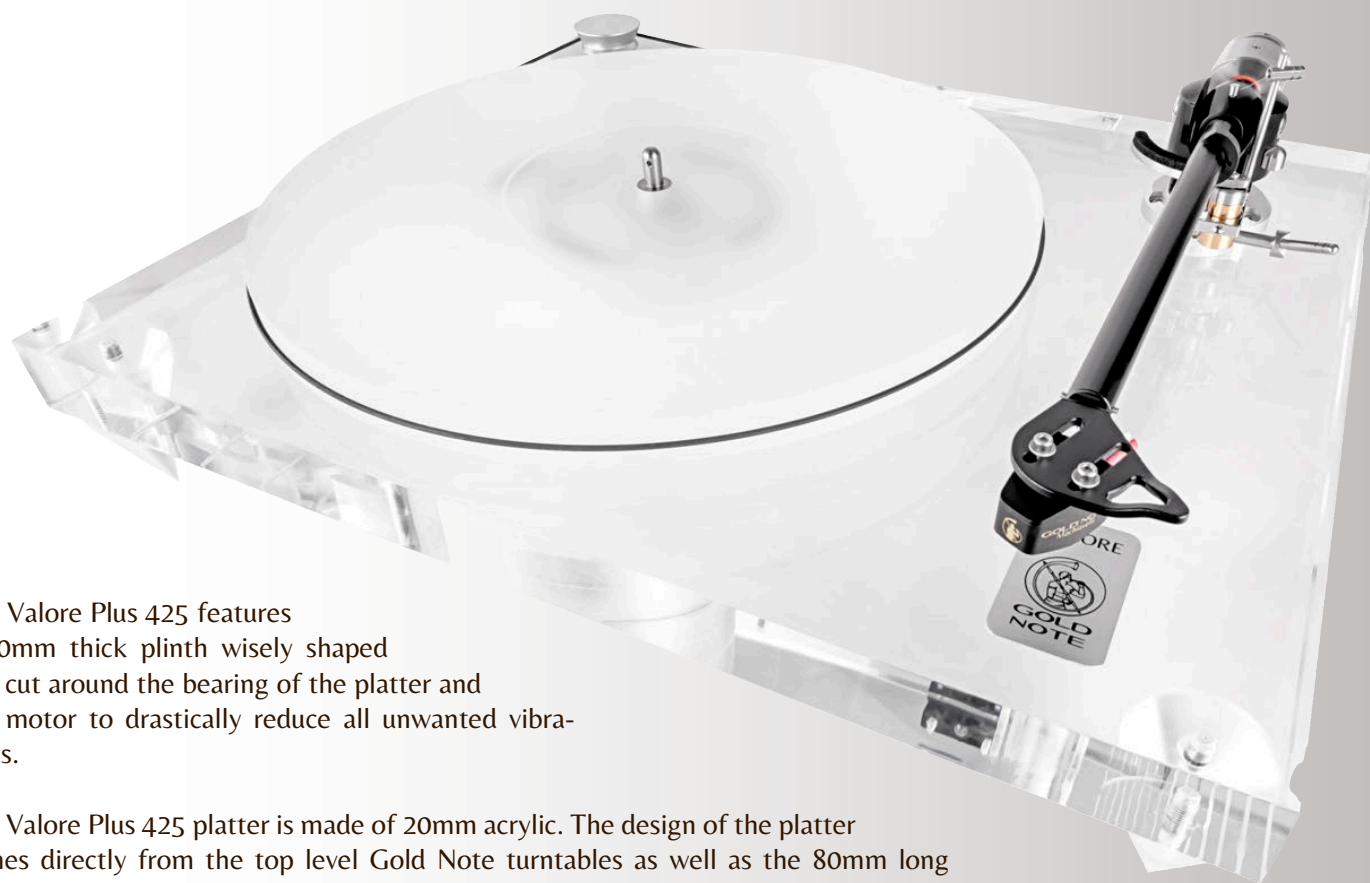 GOLD NO
ORE
GOLD
NOTE
Valore Plus 425 features
0mm thick plinth wisely shaped
cut around the bearing of the platter and
motor to drastically reduce all unwanted vibra-
s.
Valore Plus 425 platter is made of 20mm acrylic. The design of the platter
nes directly from the top level Gold Note turntables as well as the 80mm long